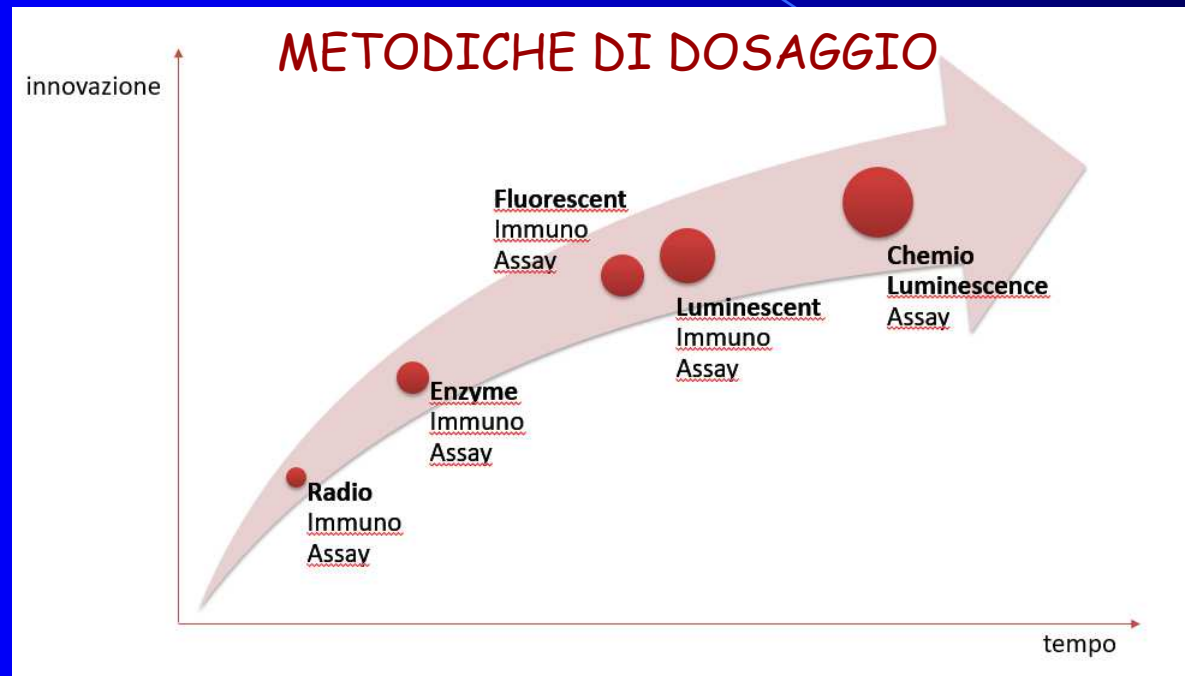 METODICHE DI DOSAGGIO
innovazione
Fluorescent
Immuno
Assay
Luminescent
Immuno
Assay
Chemio
Luminescence
Assay
Enzyme
Immuno
Assay
Radio
Immuno
Assay
tempo